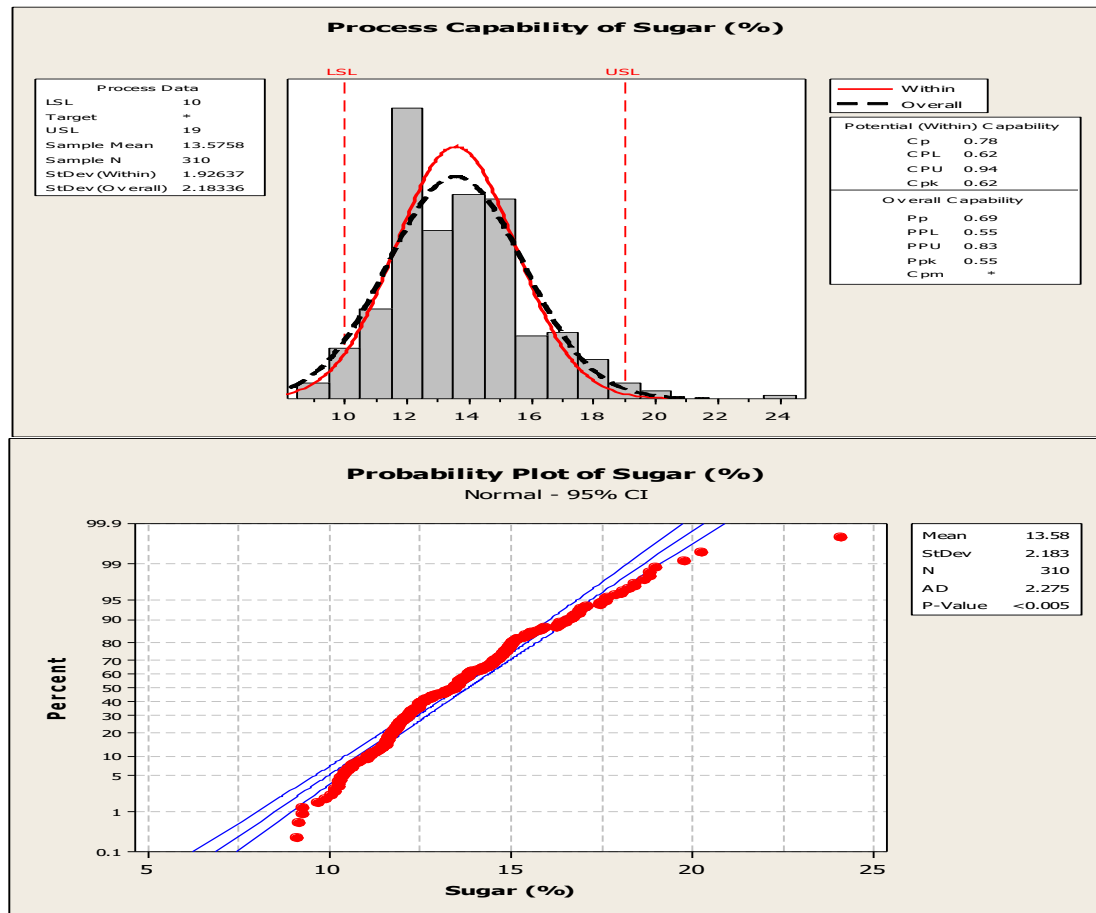 Process Capability of Sugar (%)
LSL USL
Process Data
LSL 10
Target *
USL 19
Sample Mean 13.5758
Sample N 310
StDev(Within) 1.92637
StDev(Overall) 2.18336
Within
Overall
Potential (Within) Capability
Cp 0.78
CPL 0.62
CPU 0.94
Cpk 0.62
Overall Capability
Pp 0.69
PPL 0.55
PPU 0.83
Ppk 0.55
Cpm *
10 12 14 16 18 20 22 24
Probability Plot of Sugar (%)
Normal - 95% CI
99.9
99
95
90
80
70
60
50
40
30
20
10
5
1
0.1
Percent
5 10 15 20 25
Sugar (%)
Mean 13.58
StDev 2.183
N 310
AD 2.275
P-Value <0.005